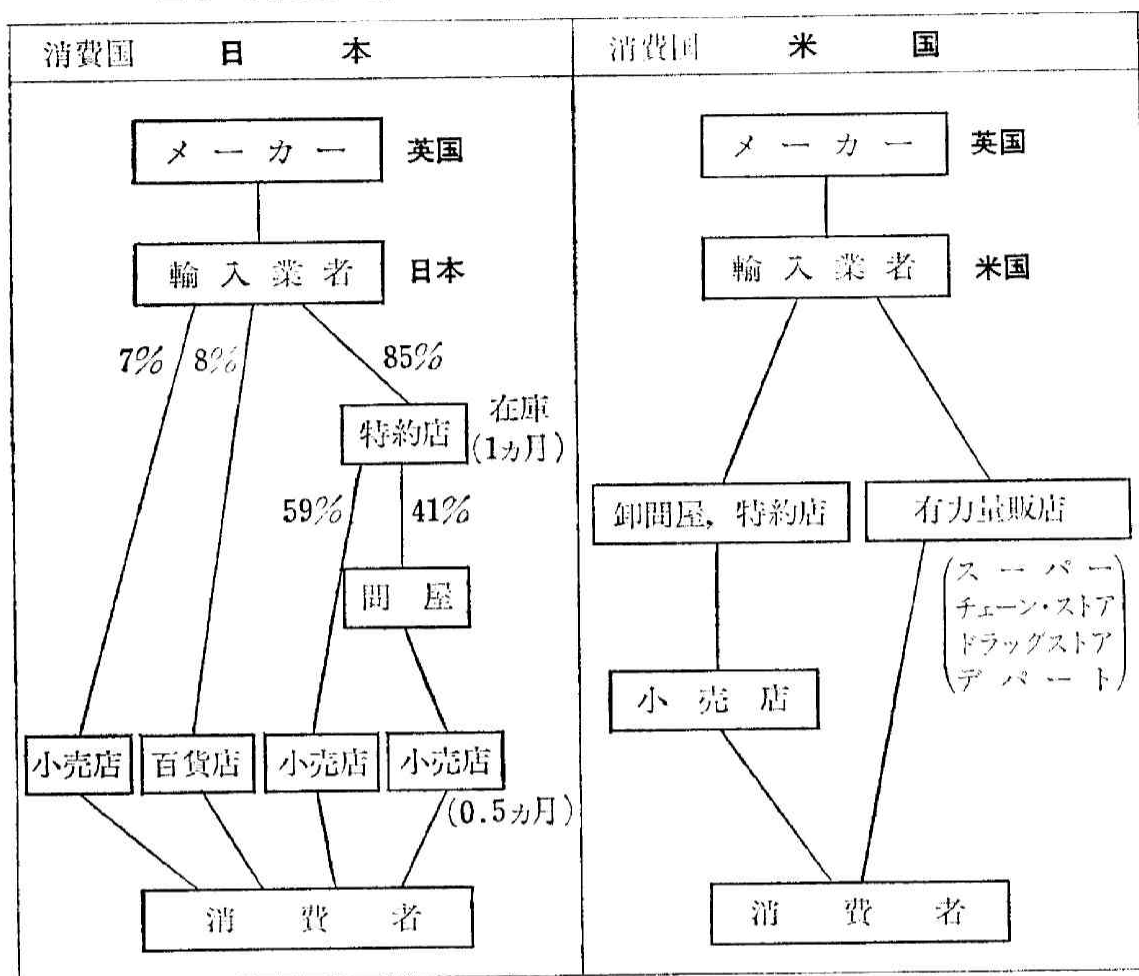 消費国 日本
メーカー 英国
輸入業者 日本
7% 8% 85%
特約店 在庫
(1ヵ月)
59% 41%
問屋
小売店 百貨店 小売店 小売店
(0.5ヵ月)
消費者
消費国 米国
メーカー 英国
輸入業者 米国
卸問屋, 特約店 有力量販店
(スーパー
チェーン・ストア
ドラッグストア
デパート)
小売店
消費者